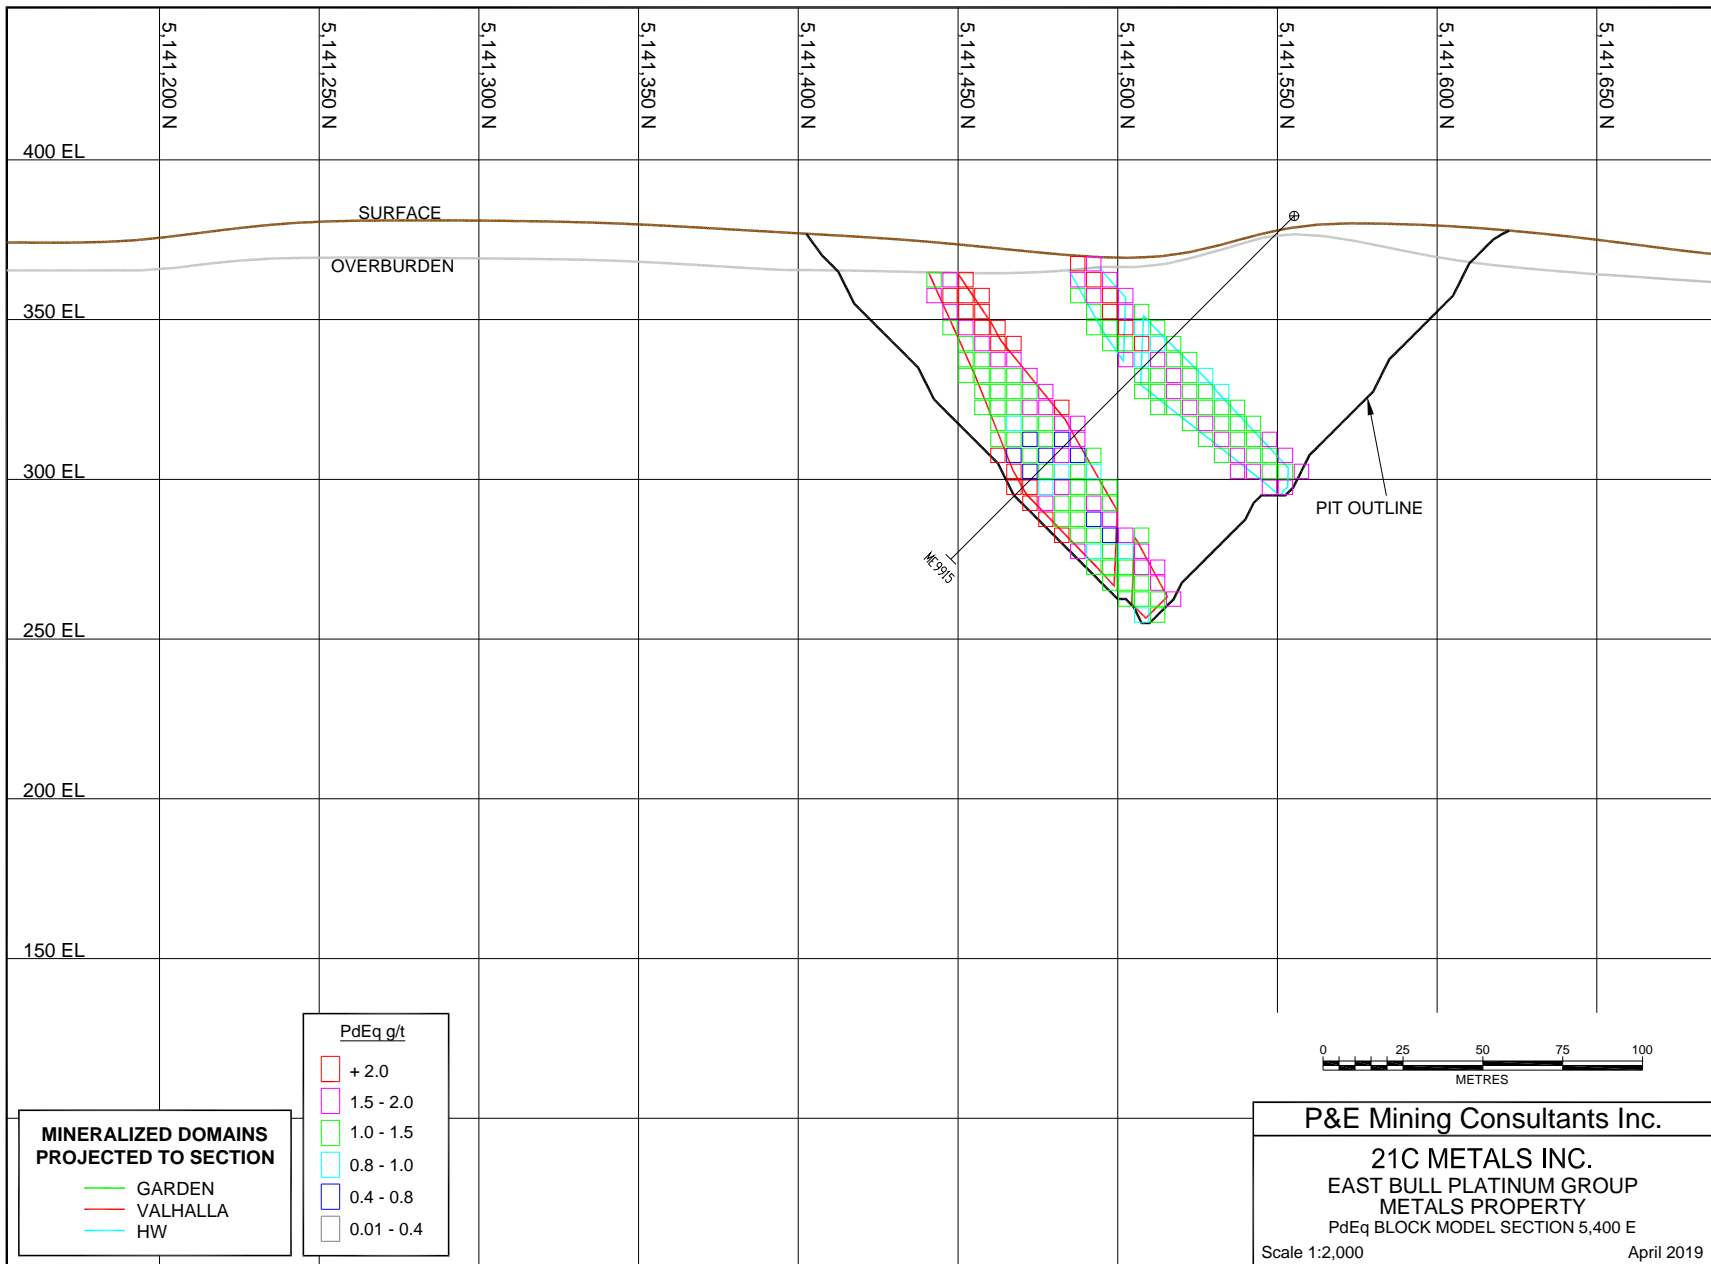 5,141,200 N
5,141,250 N
5,141,300 N
5,141,350 N
5,141,400 N
5,141,450 N
5,141,500 N
5,141,550 N
5,141,600 N
5,141,650 N
400 EL
SURFACE
OVERBURDEN
350 EL
300 EL
PIT OUTLINE
ME9915
250 EL
200 EL
150 EL
PdEq g/t
+ 2.0
1.5 - 2.0
1.0 - 1.5
0.8 - 1.0
0.4 - 0.8
0.01 - 0.4
MINERALIZED DOMAINS
PROJECTED TO SECTION
GARDEN
VALHALLA
HW
0 25 50 75 100
METRES
P&E Mining Consultants Inc.
21C METALS INC.
EAST BULL PLATINUM GROUP
METALS PROPERTY
PdEq BLOCK MODEL SECTION 5,400 E
Scale 1:2,000 April 2019